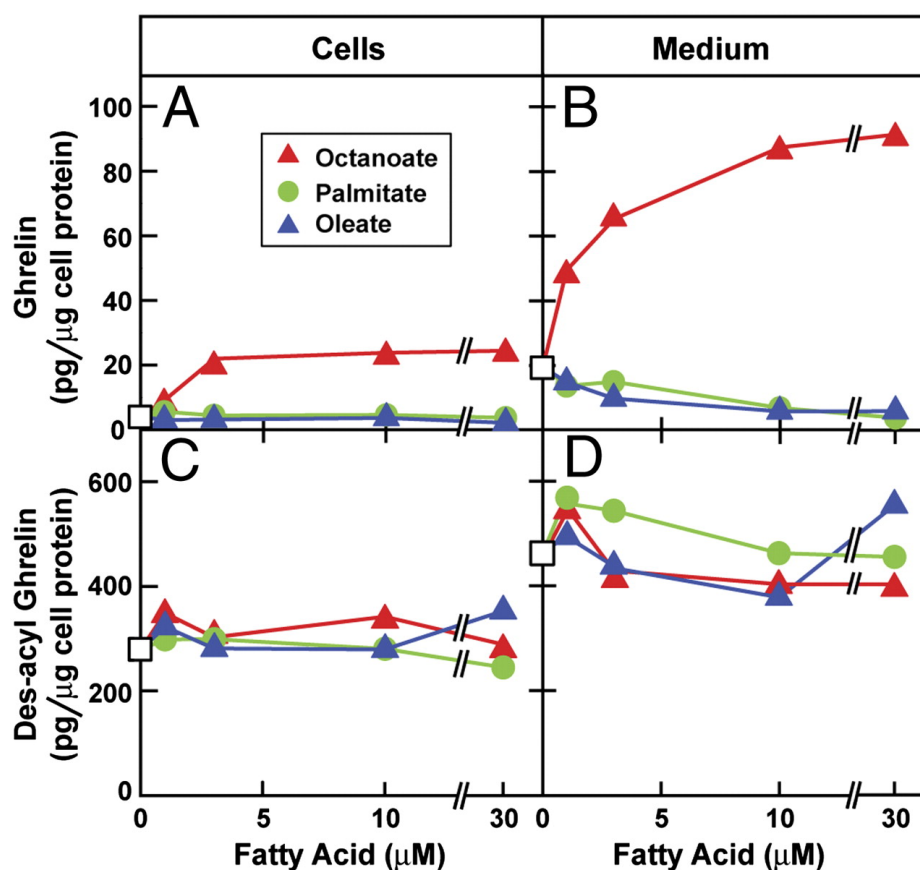 Cells
Medium
A
B
Octanoate
Palmitate
Oleate
Ghrelin
(pg/μg cell protein)
100
80
60
40
20
0
C
D
Des-acyl Ghrelin
(pg/μg cell protein)
600
400
200
0
0 5 10 30
0 5 10 30
Fatty Acid (μM)
Fatty Acid (μM)